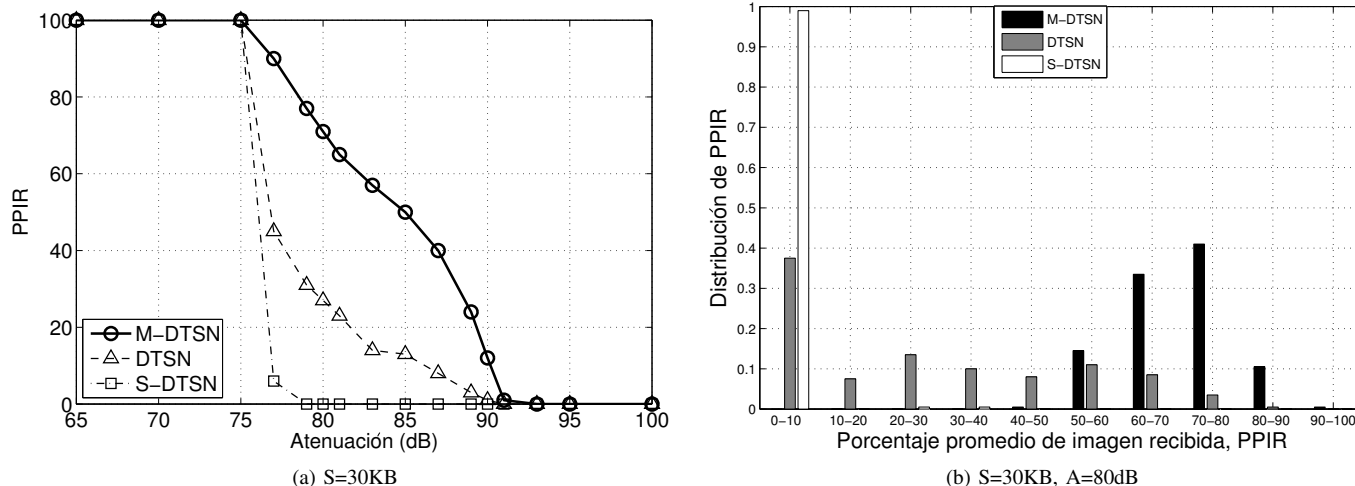 100
80
60
40
20
0
PPIR
M−DTSN
DTSN
S−DTSN
65 70 75 80 85 90 95 100
Atenuación (dB)
(a) S=30KB
1
0.9
0.8
0.7
0.6
0.5
0.4
0.3
0.2
0.1
0
Distribución de PPIR
M−DTSN
DTSN
S−DTSN
0−10 10−20 20−30 30−40 40−50 50−60 60−70 70−80 80−90 90−100
Porcentaje promedio de imagen recibida, PPIR
(b) S=30KB, A=80dB